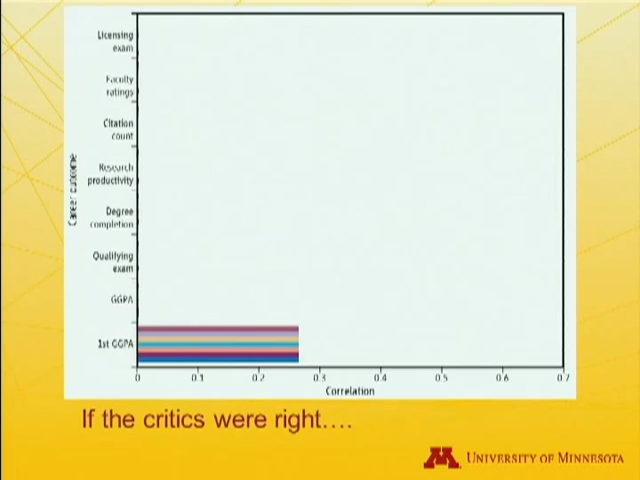 Licensing
exam
Faculty
ratings
Citation
count
Research
productivity
Degree
completion
Qualifying
exam
GGPA
1st GGPA
Career outcome
0 0.1 0.2 0.3 0.4 0.5 0.6 0.7
Correlation
If the critics were right....
M UNIVERSITY OF MINNESOTA